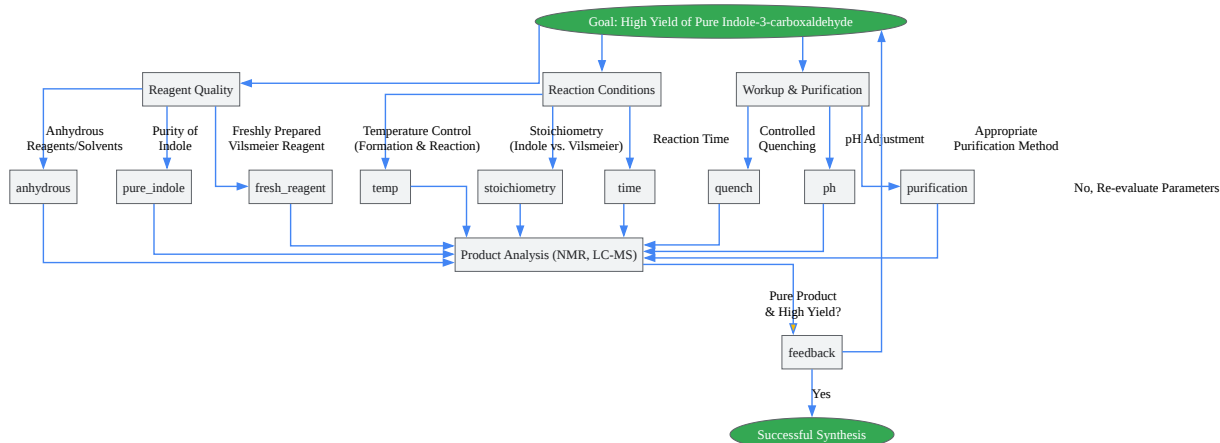 Goal: High Yield of Pure Indole-3-carboxaldehyde
Reagent Quality
Reaction Conditions
Workup & Purification
Anhydrous
Reagents/Solvents
Purity of
Indole
Freshly Prepared
Vilsmeier Reagent
Temperature Control
(Formation & Reaction)
Stoichiometry
(Indole vs. Vilsmeier)
Reaction Time
Controlled
Quenching
pH Adjustment
Appropriate
Purification Method
anhydrous
pure_indole
fresh_reagent
temp
stoichiometry
time
quench
ph
purification
No, Re-evaluate Parameters
Product Analysis (NMR, LC-MS)
Pure Product
& High Yield?
feedback
Yes
Successful Synthesis